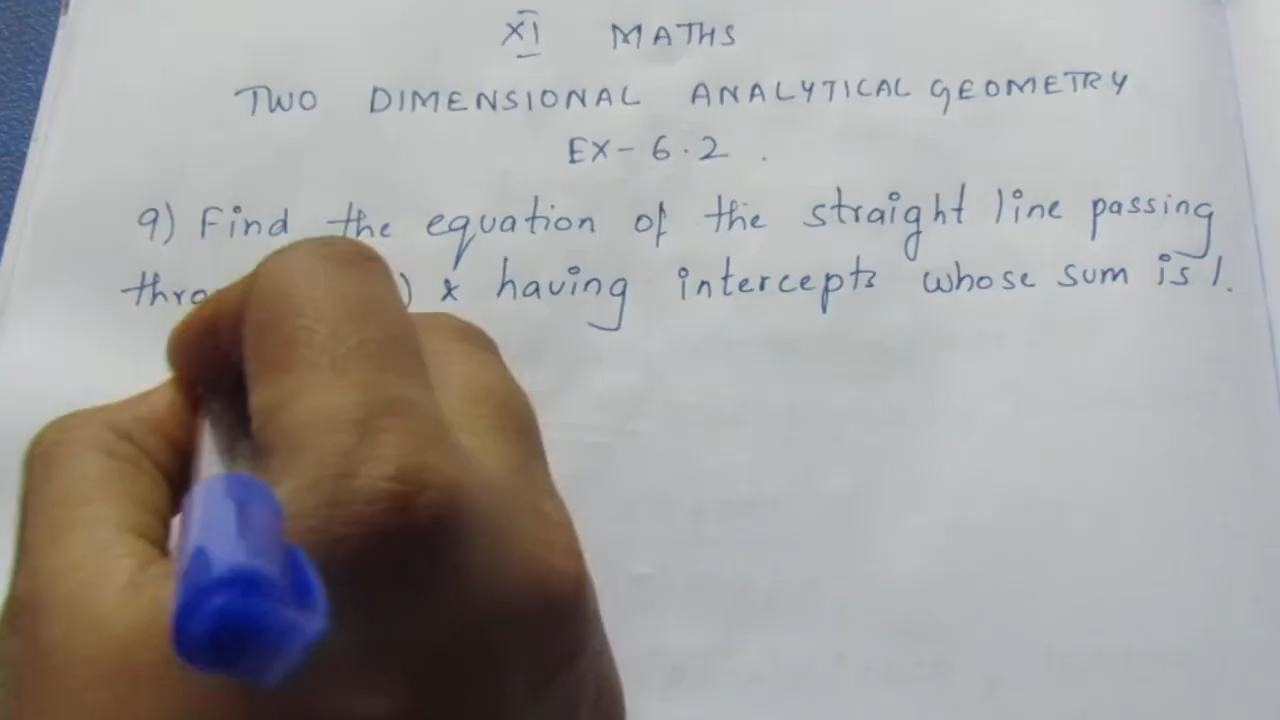 XI MATHS
TWO DIMENSIONAL ANALYTICAL GEOMETRY
EX-6.2.
9) Find the equation of the straight line passing
) & having intercepts whose sum is 1.